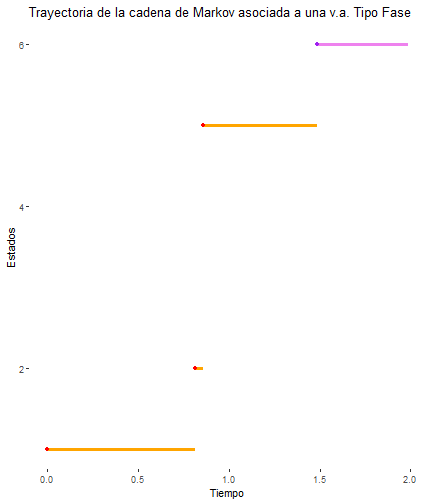 Trayectoria de la cadena de Markov asociada a una v.a. Tipo Fase
6
4
2
Estados
0.0 0.5 1.0 1.5 2.0
Tiempo